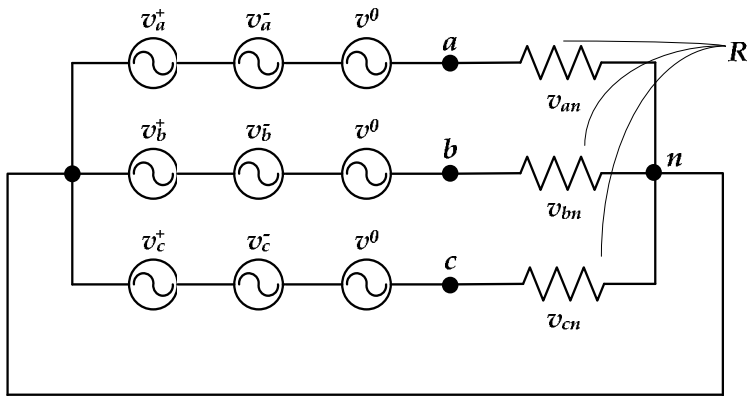 v_a^+ v_a^- v^0 a R
v_an
v_b^+ v_b^- v^0 b n
v_bn
v_c^+ v_c^- v^0 c
v_cn